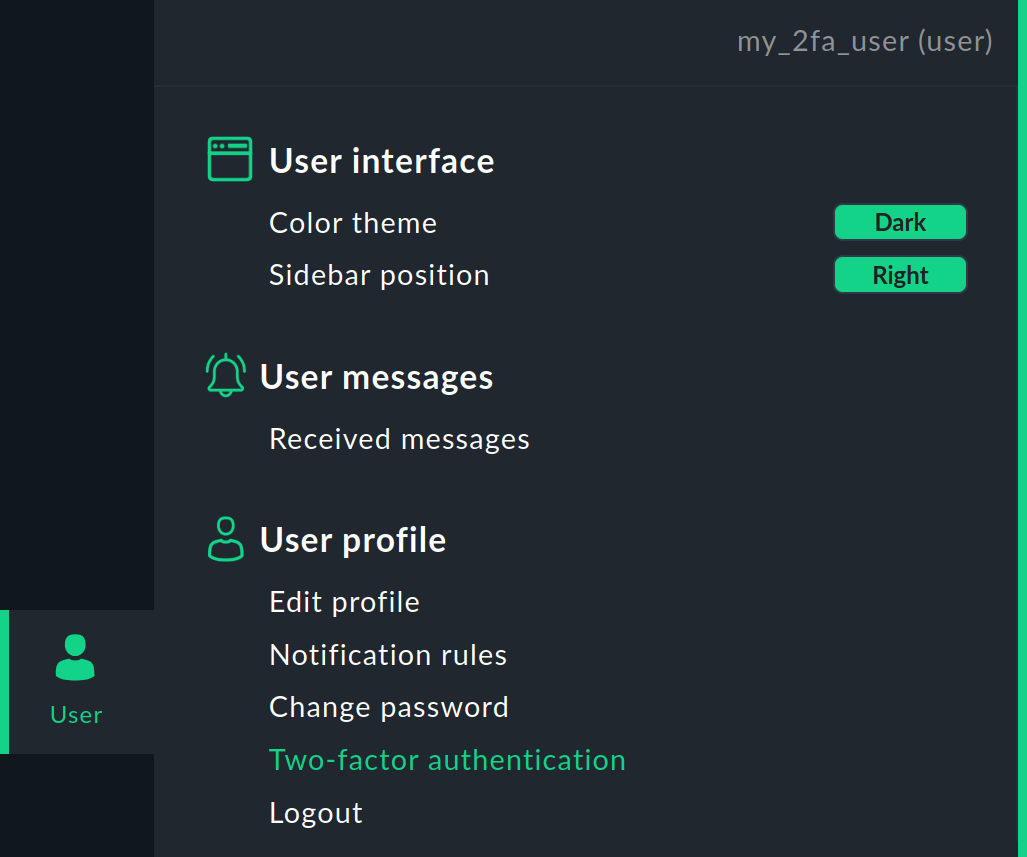 my_2fa_user (user)
User interface
Color theme Dark
Sidebar position Right
User messages
Received messages
User profile
Edit profile
Notification rules
Change password
Two-factor authentication
Logout
User